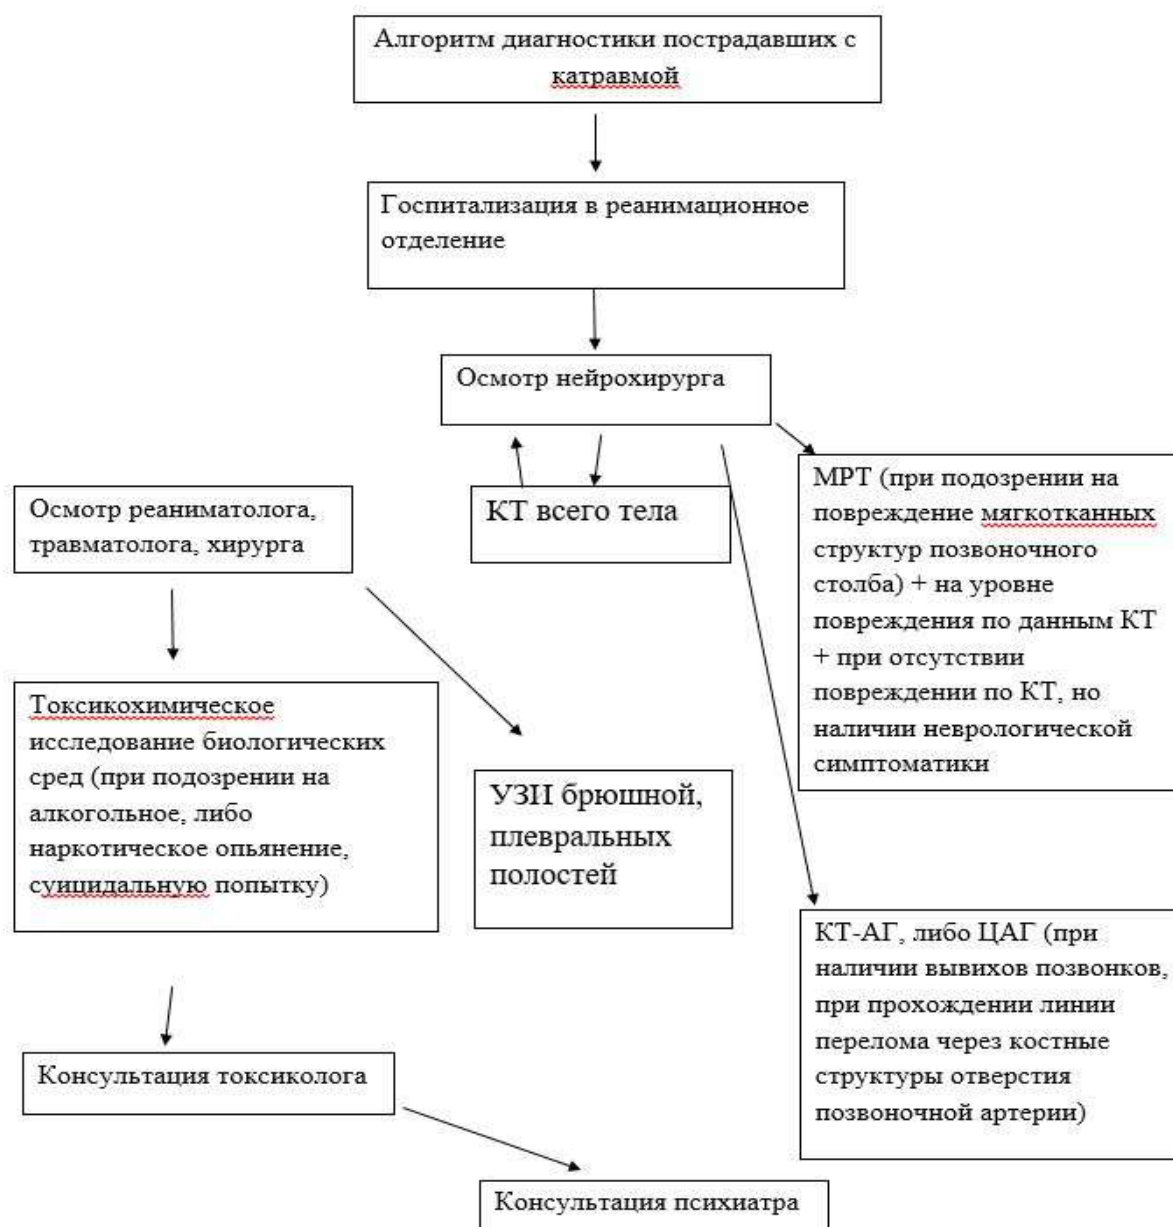 Алгоритм диагностики пострадавших с
катравмой
Госпитализация в реанимационное
отделение
Осмотр нейрохирурга
КТ всего тела
МРТ (при подозрении на
повреждение мягкотканных
структур позвоночного
столба) + на уровне
повреждения по данным КТ
+ при отсутствии
повреждении по КТ, но
наличии неврологической
симптоматики
Осмотр реаниматолога,
травматолога, хирурга
Токсикохимическое
исследование биологических
сред (при подозрении на
алкогольное, либо
наркотическое опьянение,
суицидальную попытку)
УЗИ брюшной,
плевральных
полостей
КТ-АГ, либо ЦАГ (при
наличии вывихов позвонков,
при прохождении линии
перелома через костные
структуры отверстия
позвоночной артерии)
Консультация токсиколога
Консультация психиатра